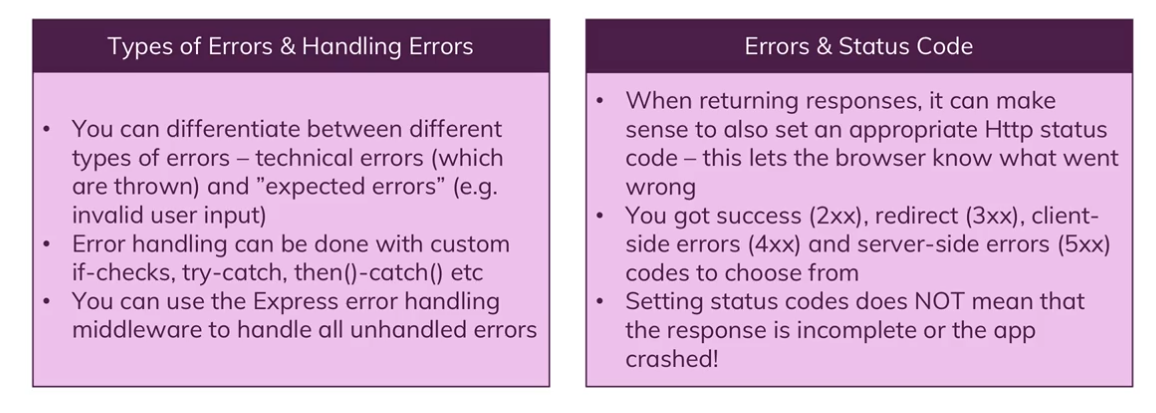 Types of Errors & Handling Errors
• You can differentiate between different
types of errors – technical errors (which
are thrown) and ”expected errors” (e.g.
invalid user input)
• Error handling can be done with custom
if-checks, try-catch, then()-catch() etc
• You can use the Express error handling
middleware to handle all unhandled errors
Errors & Status Code
• When returning responses, it can make
sense to also set an appropriate Http status
code – this lets the browser know what went
wrong
• You got success (2xx), redirect (3xx), client-
side errors (4xx) and server-side errors (5xx)
codes to choose from
• Setting status codes does NOT mean that
the response is incomplete or the app
crashed!